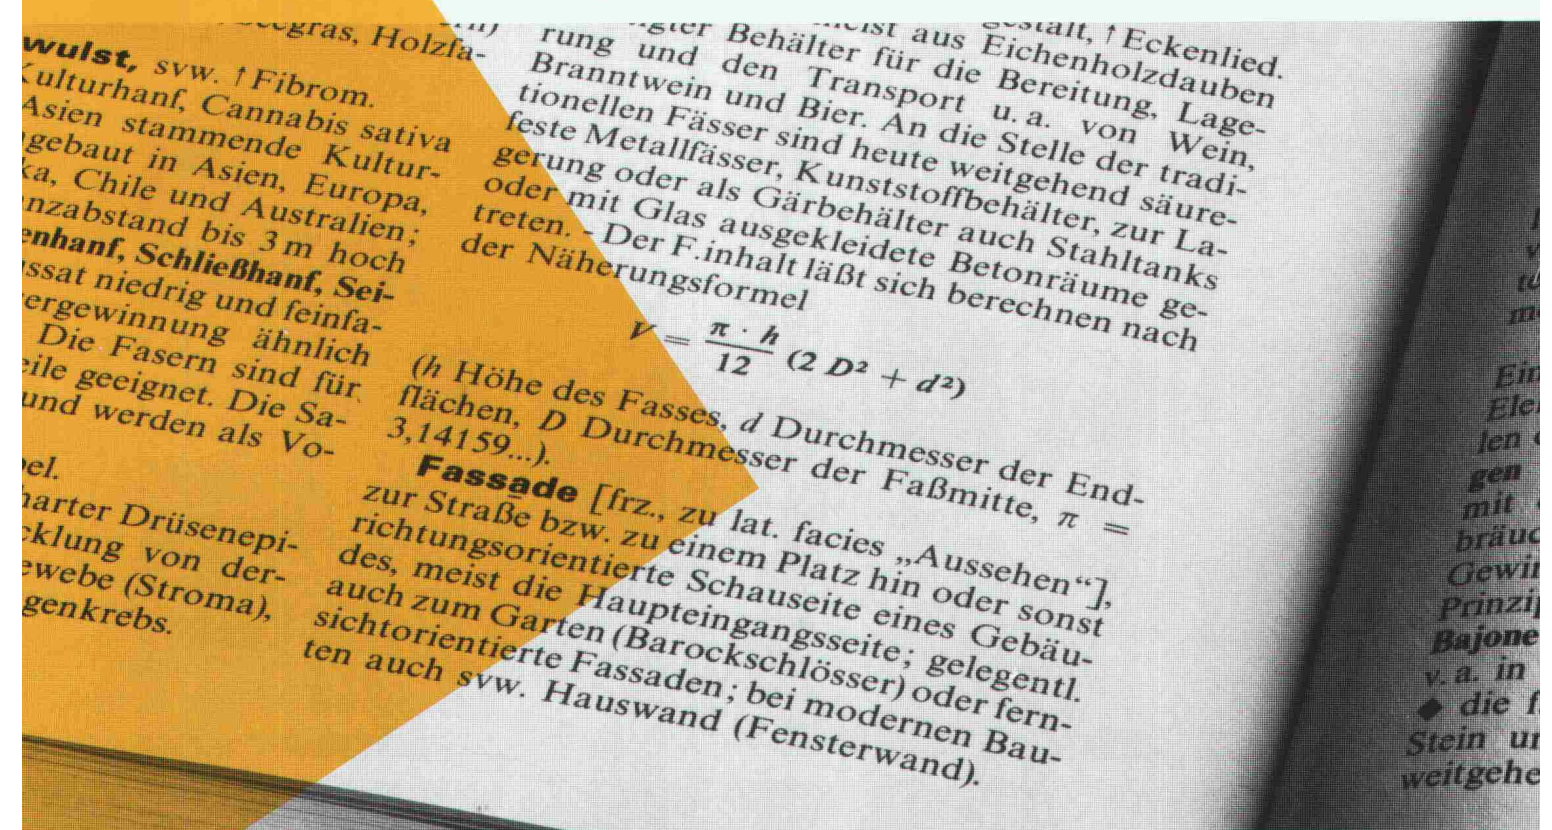 seegras, Holzfa-
wulst, svw. ↑Fibrom.
Kulturhanf, Cannabis sativa
Asien stammende Kultur-
gebaut in Asien, Europa,
ka, Chile und Australien;
nzabstand bis 3 m hoch
enhanf, Schließhanf, Sei-
ssat niedrig und feinfa-
ergewinnung ähnlich
Die Fasern sind für
eile geeignet. Die Sa-
und werden als Vo-
el.
harter Drüsenepi-
cklung von der-
ewebe (Stroma),
genkrebs.
gestalt, ↑Eckenlied.
igter Behälter meist aus Eichenholzdauben
rung und den für die Bereitung, Lage-
Branntwein und Transport u. a. von Wein,
tionellen Fässer Bier. An die Stelle der tradi-
feste Metallfässer, sind heute weitgehend säure-
gerung oder als Kunststoffbehälter, zur La-
oder mit Glas Gärbehälter auch Stahltanks
treten. - Der F.inhalt ausgekleidete Betonräume ge-
der Näherungsformel läßt sich berechnen nach
V = π · h / 12 (2 D² + d²)
(h Höhe des Fasses, d Durchmesser der End-
flächen, D Durchmesser der Faßmitte, π =
3,14159...).
Fassade [frz., zu lat. facies „Aussehen“],
zur Straße bzw. zu einem Platz hin oder sonst
richtungsorientierte Schauseite eines Gebäu-
des, meist die Haupteingangsseite; gelegentl.
auch zum Garten (Barockschlösser) oder fern-
sichtorientierte Fassaden; bei modernen Bau-
ten auch svw. Hauswand (Fensterwand).
Ein
Ele
len
gen
mit
bräuc
Gewin
Prinzip
Bajone
v. a. in
◆ die f
Stein un
weitgehe